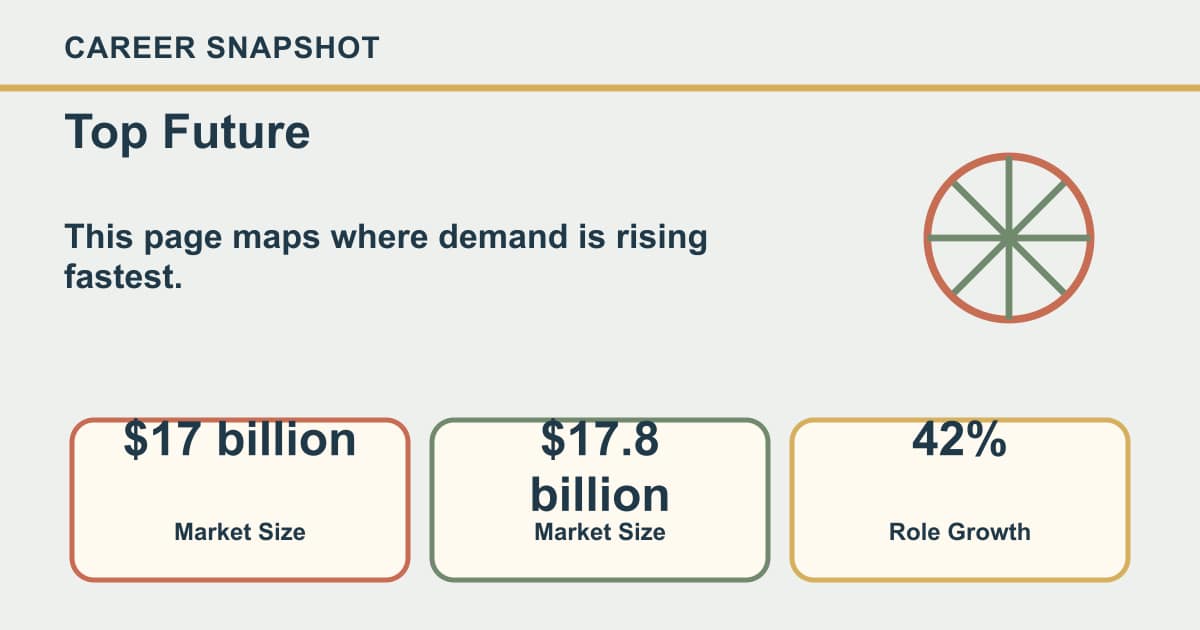 CAREER SNAPSHOT
Top Future
This page maps where demand is rising
fastest.
$17 billion
Market Size
$17.8
billion
Market Size
42%
Role Growth